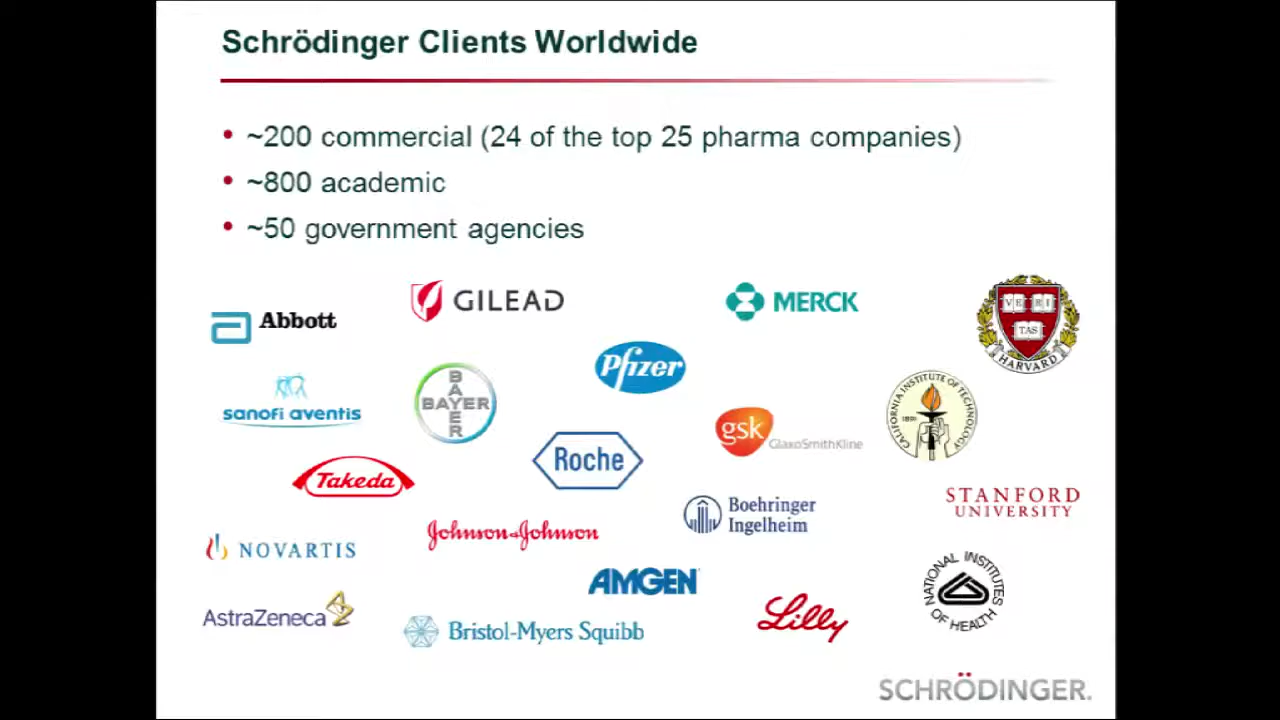 Schrödinger Clients Worldwide
• ~200 commercial (24 of the top 25 pharma companies)
• ~800 academic
• ~50 government agencies
Abbott
GILEAD
MERCK
VE RI
TAS
HARVARD
Pfizer
sanofi aventis
BAYER
BAYER
CALIFORNIA INSTITUTE OF TECHNOLOGY
1891
gsk
GlaxoSmithKline
Roche
Takeda
STANFORD
UNIVERSITY
Boehringer
Ingelheim
Johnson & Johnson
NOVARTIS
NATIONAL INSTITUTES
OF HEALTH
AMGEN
AstraZeneca
Lilly
Bristol-Myers Squibb
SCHRÖDINGER.